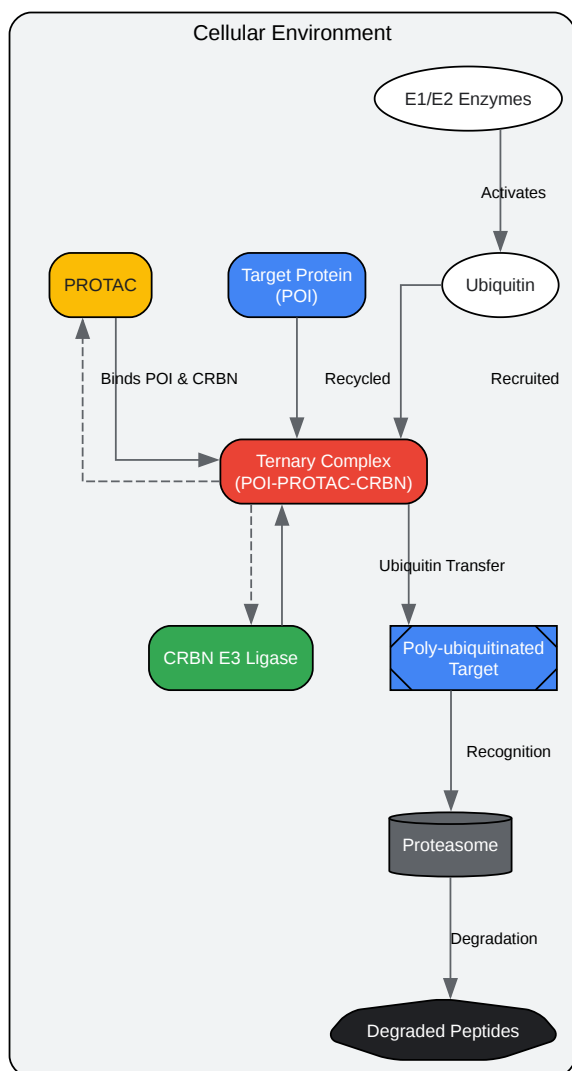 Cellular Environment
E1/E2 Enzymes
Activates
PROTAC
Target Protein
(POI)
Ubiquitin
Binds POI & CRBN
Recycled
Recruited
Ternary Complex
(POI-PROTAC-CRBN)
Ubiquitin Transfer
CRBN E3 Ligase
Poly-ubiquitinated
Target
Recognition
Proteasome
Degradation
Degraded Peptides